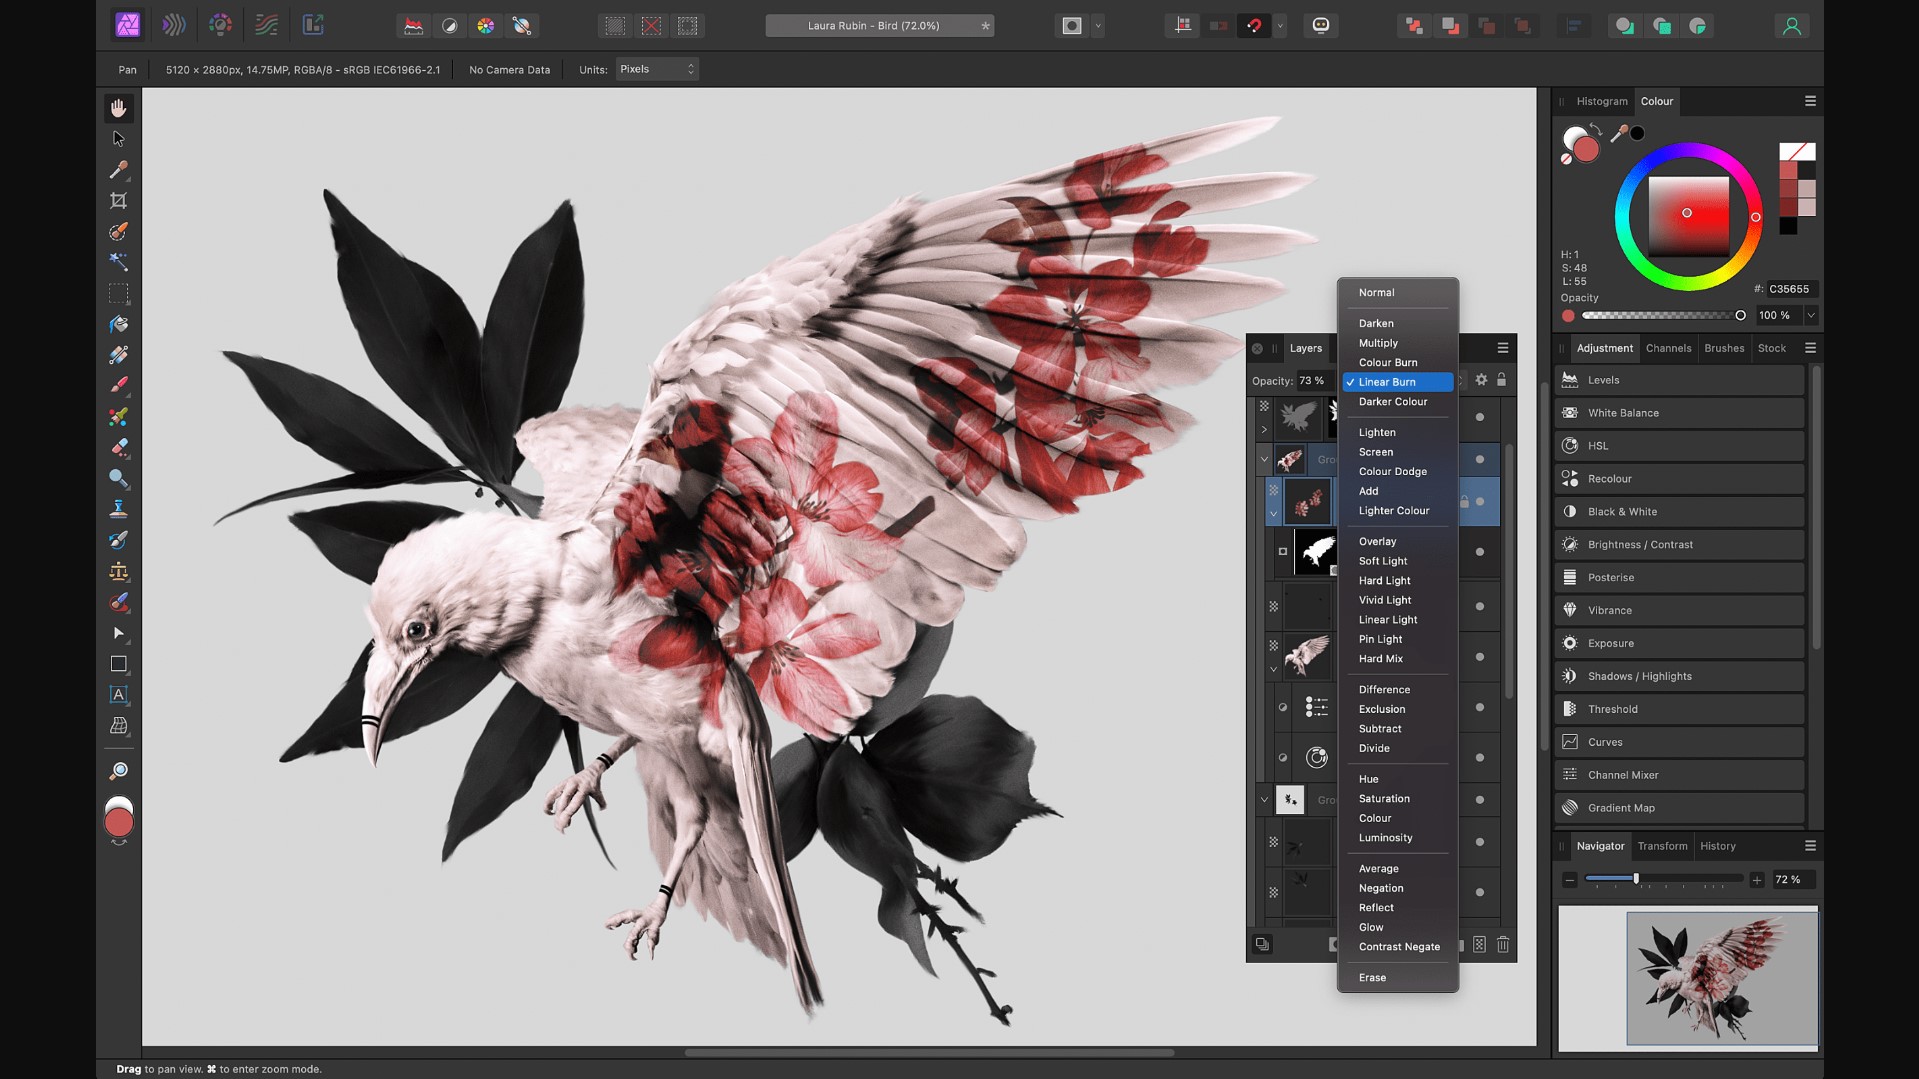 Laura Rubin - Bird (72.0%)
*
Pan
5120 × 2880px, 14.75MP, RGBA/8 - sRGB IEC61966-2.1
No Camera Data
Units: Pixels
Histogram
Colour
H: 1
S: 48
L: 55
#: C35655
Opacity
100 %
Normal
Darken
Multiply
Colour Burn
Linear Burn
Darker Colour
Lighten
Screen
Colour Dodge
Add
Lighter Colour
Overlay
Soft Light
Hard Light
Vivid Light
Linear Light
Pin Light
Hard Mix
Difference
Exclusion
Subtract
Divide
Hue
Saturation
Colour
Luminosity
Average
Negation
Reflect
Glow
Contrast Negate
Erase
Layers
Opacity: 73 %
Gro
Gro
Adjustment
Channels
Brushes
Stock
Levels
White Balance
HSL
Recolour
Black & White
Brightness / Contrast
Posterise
Vibrance
Exposure
Shadows / Highlights
Threshold
Curves
Channel Mixer
Gradient Map
Navigator
Transform
History
72 %
A
Drag to pan view. ⌘ to enter zoom mode.